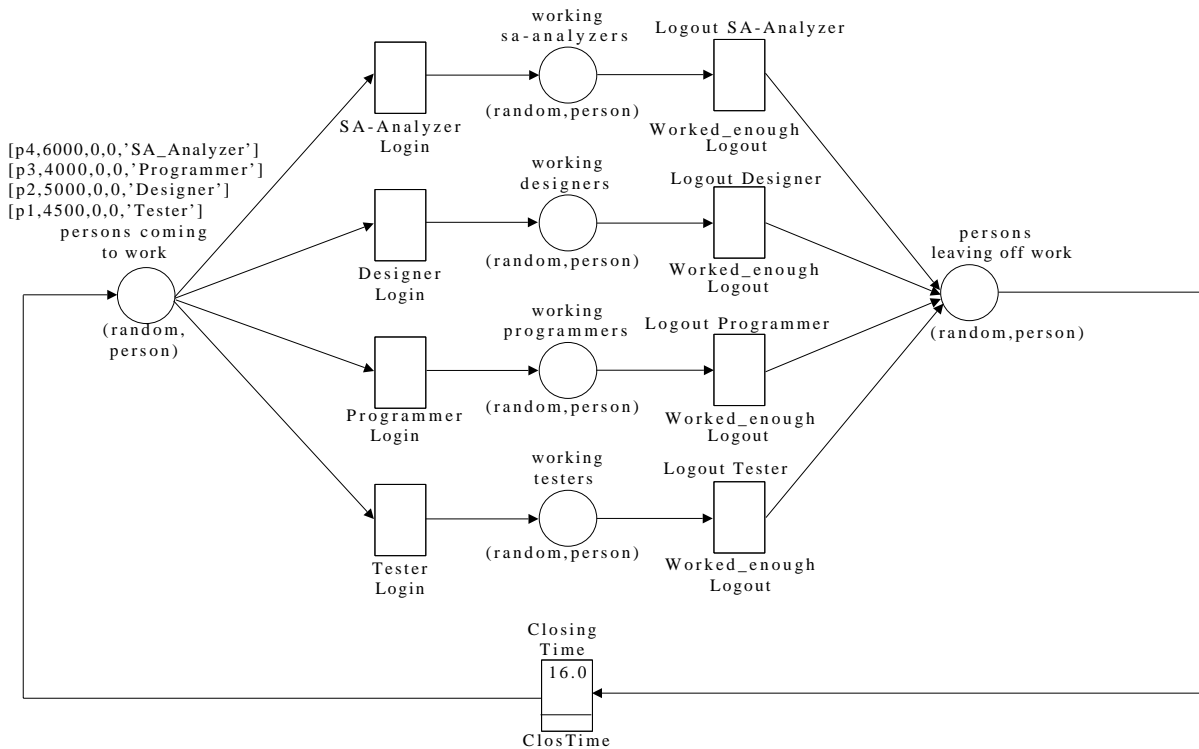 working
sa-analyzers
Logout SA-Analyzer
(random,person)
SA-Analyzer
Login
Worked_enough
Logout
[p4,6000,0,0,'SA_Analyzer']
[p3,4000,0,0,'Programmer']
[p2,5000,0,0,'Designer']
[p1,4500,0,0,'Tester']
persons coming
to work
(random,
person)
working
designers
Logout Designer
(random,person)
Designer
Login
Worked_enough
Logout
persons
leaving off work
(random,person)
working
programmers
Logout Programmer
(random,person)
Programmer
Login
Worked_enough
Logout
working
testers
Logout Tester
(random,person)
Tester
Login
Worked_enough
Logout
Closing
Time
16.0
ClosTime